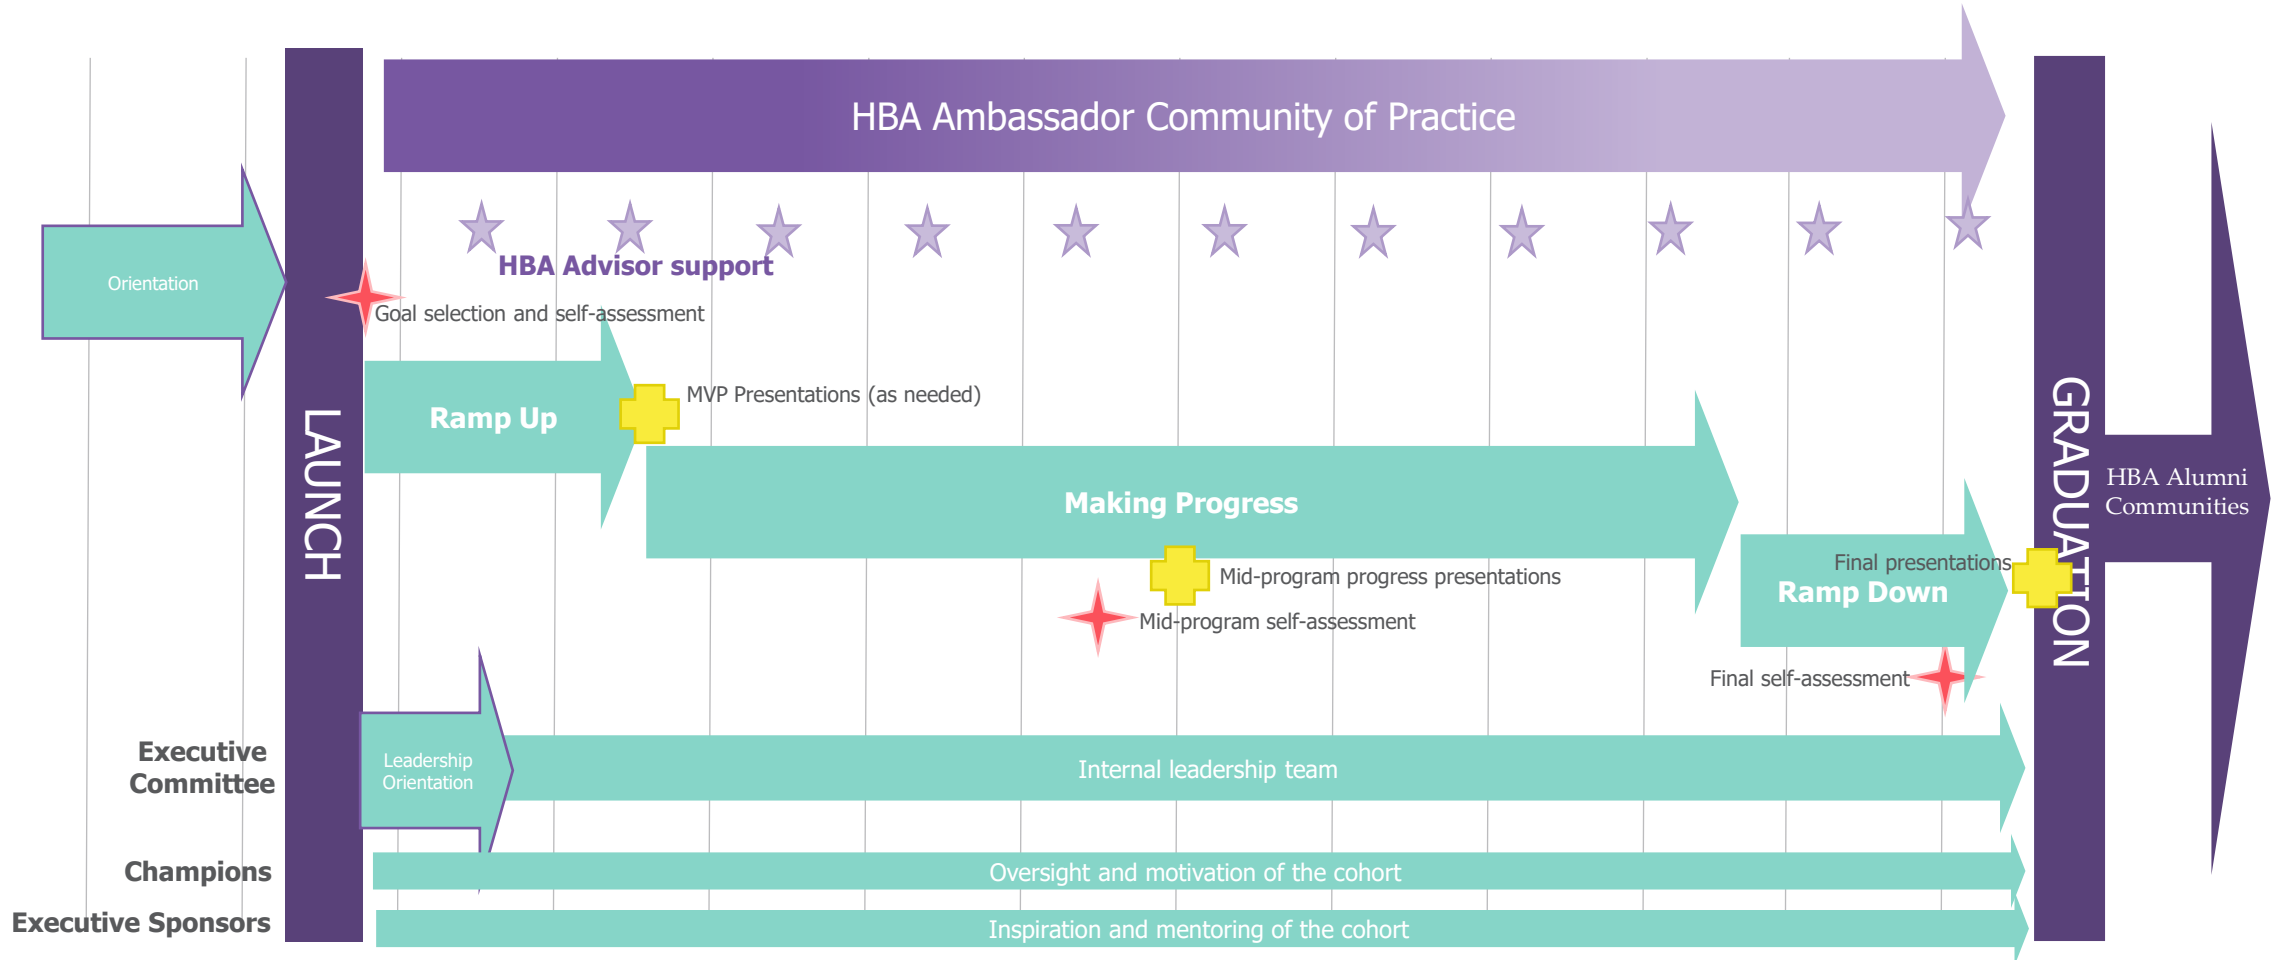 HBA Ambassador Community of Practice
HBA Advisor support
Orientation
Goal selection and self-assessment
MVP Presentations (as needed)
Ramp Up
LAUNCH
Making Progress
GRADUATION
HBA Alumni
Communities
Mid-program progress presentations
Final presentations
Ramp Down
Mid-program self-assessment
Final self-assessment
Executive
Committee
Leadership
Orientation
Internal leadership team
Champions
Oversight and motivation of the cohort
Executive Sponsors
Inspiration and mentoring of the cohort